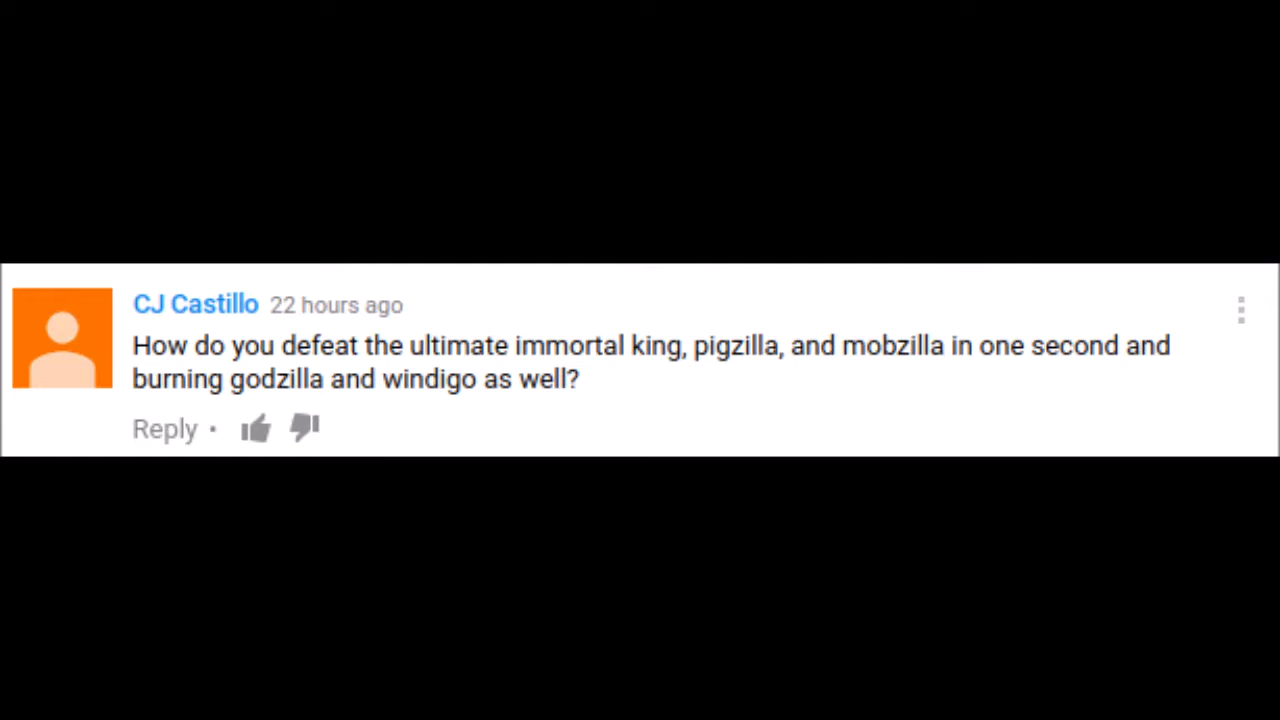 CJ Castillo 22 hours ago
How do you defeat the ultimate immortal king, pigzilla, and mobzilla in one second and
burning godzilla and windigo as well?
Reply •